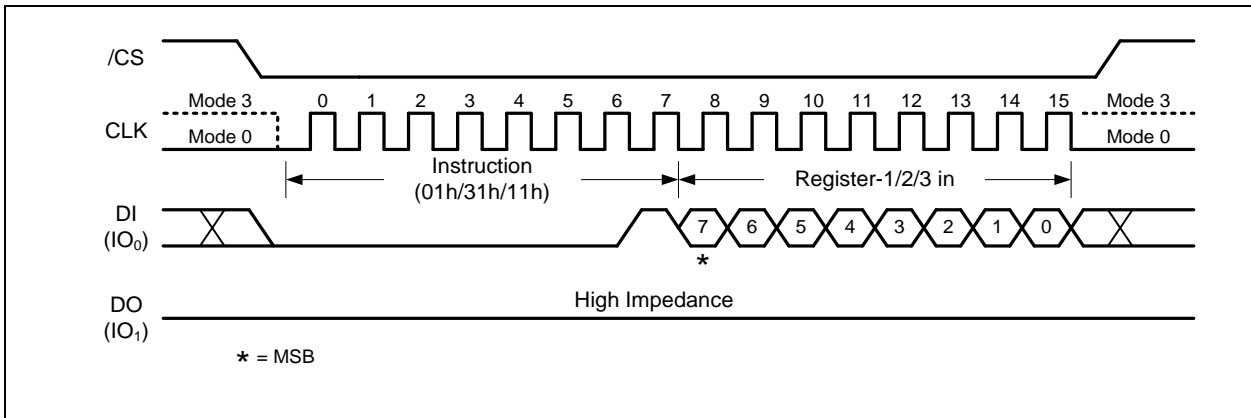 /CS
Mode 3 0 1 2 3 4 5 6 7 8 9 10 11 12 13 14 15 Mode 3
CLK
Mode 0 Mode 0
Instruction
(01h/31h/11h)
Register-1/2/3 in
DI
(IO₀)
7 6 5 4 3 2 1 0
*
High Impedance
DO
(IO₁)
* = MSB